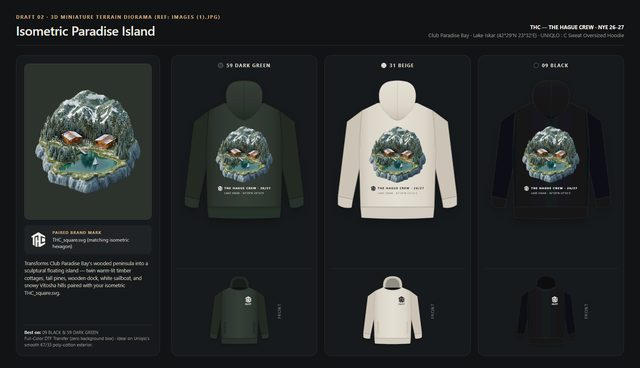 DRAFT 02 · 3D MINIATURE TERRAIN DIORAMA (REF: IMAGES (1).JPG)
Isometric Paradise Island
THC — THE HAGUE CREW · NYE 26-27
Club Paradise Bay · Lake Iskar (42°29'N 23°32'E) · UNIQLO : C Sweat Oversized Hoodie
59 DARK GREEN
31 BEIGE
09 BLACK
THE HAGUE CREW · 26/27
THE HAGUE CREW · 26/27
THE HAGUE CREW · 26/27
THC
PAIRED BRAND MARK
THC_square.svg (matching isometric
hexagon)
Transforms Club Paradise Bay's wooded peninsula into a
sculptural floating island — twin warm-lit timber
cottages, tall pines, wooden dock, white sailboat, and
snowy Vitosha hills paired with your isometric
THC_square.svg.
Best on: 09 BLACK & 59 DARK GREEN
Full-Color DTF Transfer (zero background box) · Ideal on Uniqlo's
smooth 67/33 poly-cotton exterior.
FRONT
FRONT
FRONT